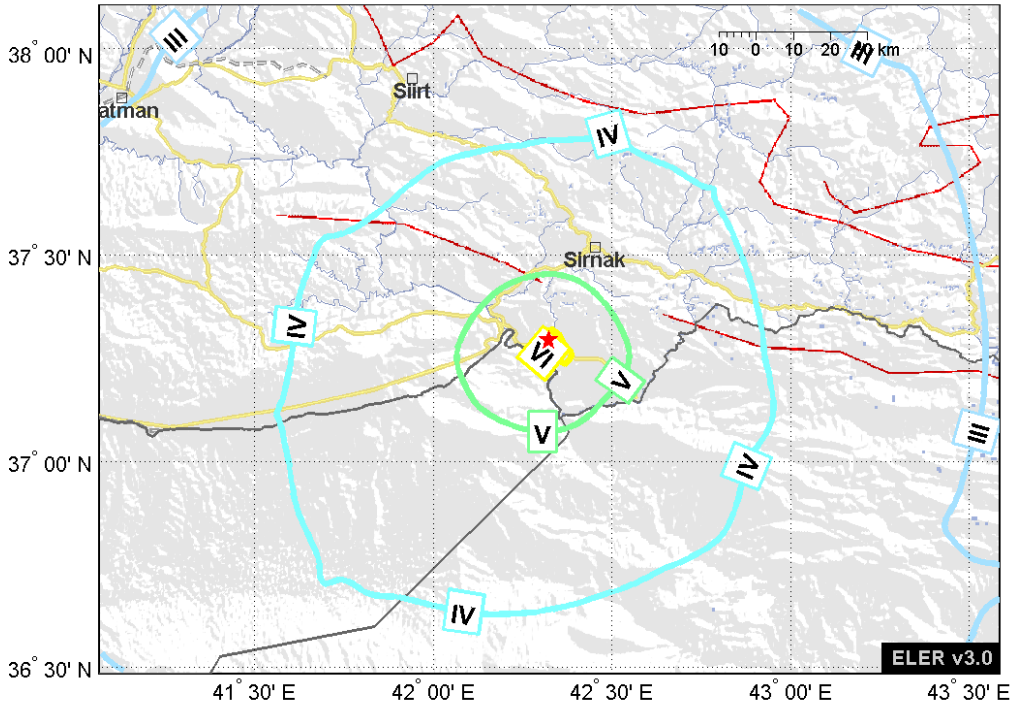 III
III
10 0 10 20 30 km
38° 00' N
Siirt
atman
IV
37° 30' N
Sirnak
IV
VI
V
V
III
37° 00' N
IV
IV
36° 30' N
ELER v3.0
41° 30' E
42° 00' E
42° 30' E
43° 00' E
43° 30' E